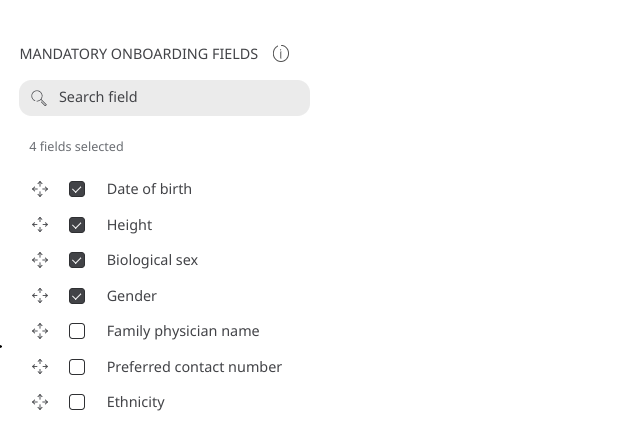 MANDATORY ONBOARDING FIELDS
Search field
4 fields selected
Date of birth
Height
Biological sex
Gender
Family physician name
Preferred contact number
Ethnicity